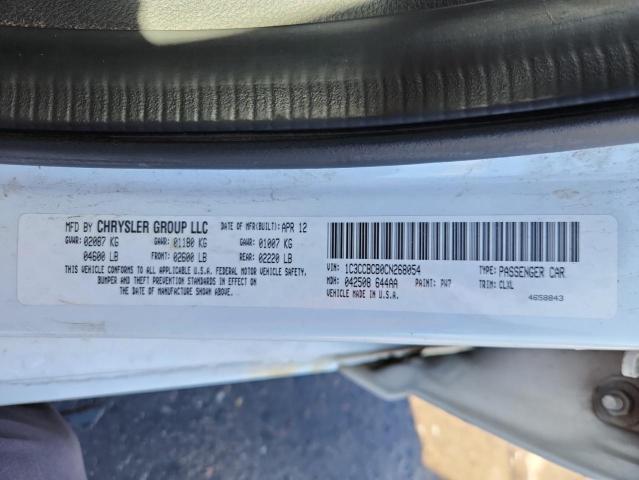 MFD BY CHRYSLER GROUP LLC DATE OF MFR(BUILT): APR 12
GVWR: 02087 KG GAWR: 01180 KG GAWR: 01007 KG
04600 LB FRONT: 02600 LB REAR: 02220 LB
THIS VEHICLE CONFORMS TO ALL APPLICABLE U.S.A. FEDERAL MOTOR VEHICLE SAFETY,
BUMPER AND THEFT PREVENTION STANDARDS IN EFFECT ON
THE DATE OF MANUFACTURE SHOWN ABOVE.
VIN: 1C3CCBCB0CN268054 TYPE: PASSENGER CAR
MDH: 042508 644AA PAINT: PW7 TRIM: CLXL
VEHICLE MADE IN U.S.A. 4658843